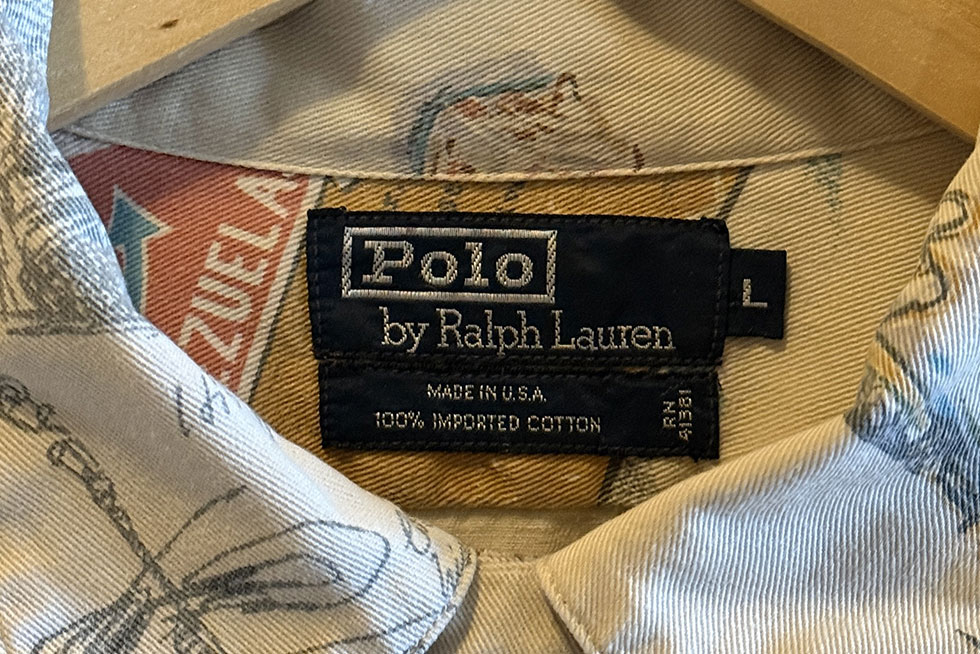 ZUELA
Polo
by Ralph Lauren
L
MADE IN U.S.A.
100% IMPORTED COTTON
RN
41381